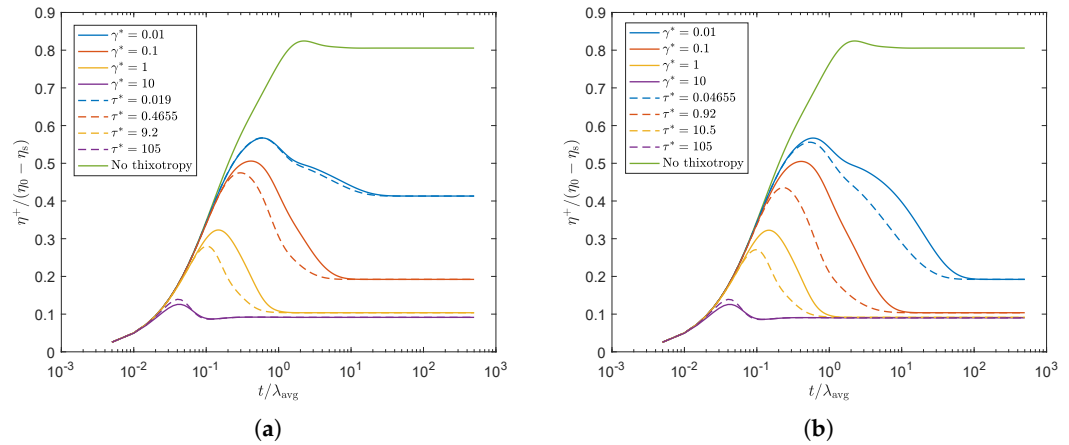 0.9
0.8
0.7
0.6
0.5
0.4
0.3
0.2
0.1
0
η⁺/(η₀ − ηₛ)
γ* = 0.01
γ* = 0.1
γ* = 1
γ* = 10
τ* = 0.019
τ* = 0.4655
τ* = 9.2
τ* = 105
No thixotropy
10⁻³ 10⁻² 10⁻¹ 10⁰ 10¹ 10² 10³
t/λavg
(a)
0.9
0.8
0.7
0.6
0.5
0.4
0.3
0.2
0.1
0
η⁺/(η₀ − ηₛ)
γ* = 0.01
γ* = 0.1
γ* = 1
γ* = 10
τ* = 0.04655
τ* = 0.92
τ* = 10.5
τ* = 105
No thixotropy
10⁻³ 10⁻² 10⁻¹ 10⁰ 10¹ 10² 10³
t/λavg
(b)